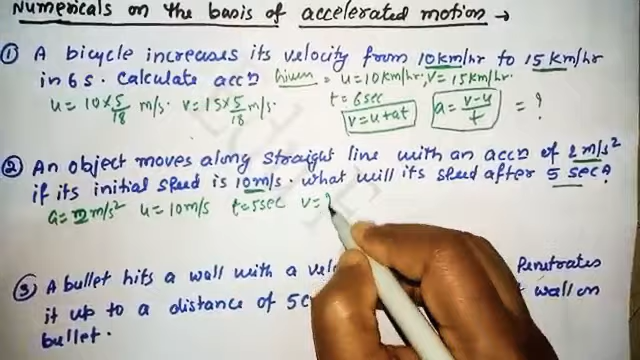 Numericals on the basis of accelerated motion →
① A bicycle increases its velocity from 10km/hr to 15 Km/hr
in 6 s. Calculate accn Given = u=10km/hr, v=15km/hr.
u = 10×5/18 m/s. v=15×5/18 m/s. t=6sec v=u+at a=v-u/t = ?
② An object moves along straight line with an accn of 2 m/s²
if its initial speed is 10m/s. what will its speed after 5 sec?
a=2m/s² u=10m/s t=5sec v=?
③ A bullet hits a wall with a Penetrates
it up to a distance of wall on
bullet.